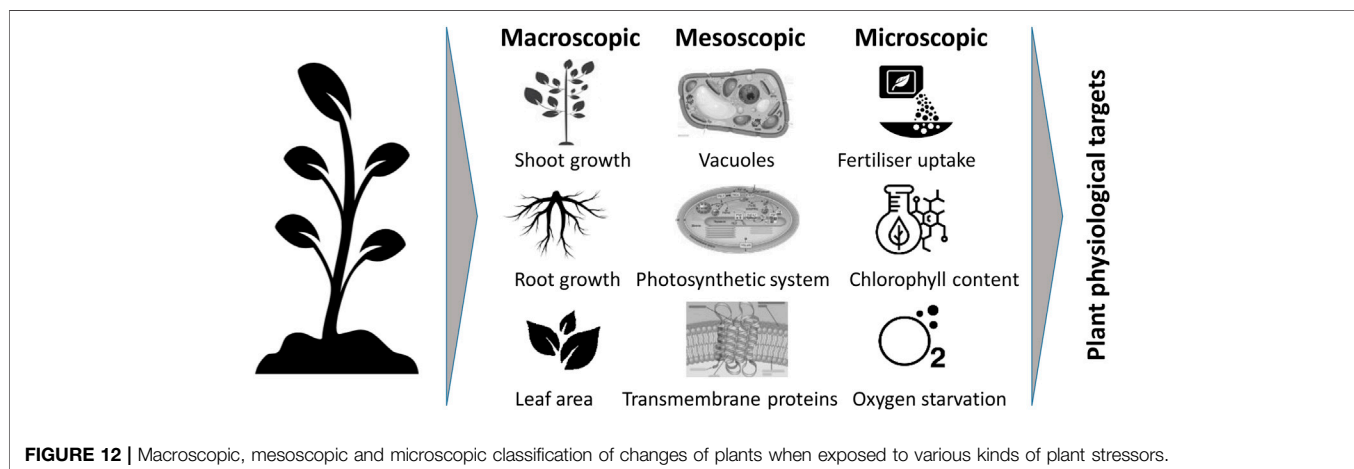 Macroscopic Mesoscopic Microscopic
Shoot growth Vacuoles Fertiliser uptake
Root growth Photosynthetic system Chlorophyll content
2
Leaf area Transmembrane proteins Oxygen starvation
Plant physiological targets
FIGURE 12 | Macroscopic, mesoscopic and microscopic classification of changes of plants when exposed to various kinds of plant stressors.